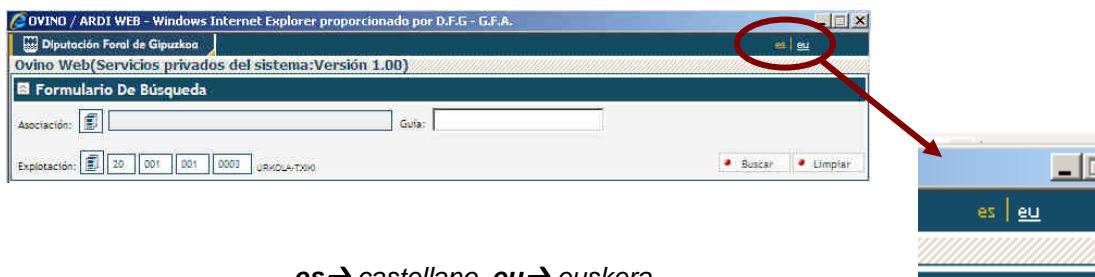 OVINO / ARDI WEB - Windows Internet Explorer proporcionado por D.F.G - G.F.A.
Diputación Foral de Gipuzkoa
es | eu
Ovino Web(Servicios privados del sistema:Versión 1.00)
Formulario De Búsqueda
Asociación: Guía:
Explotación: 20 001 001 0003 URKOLA-TXIKI Buscar Limpiar
es | eu
es→ castellano eu→ euskera